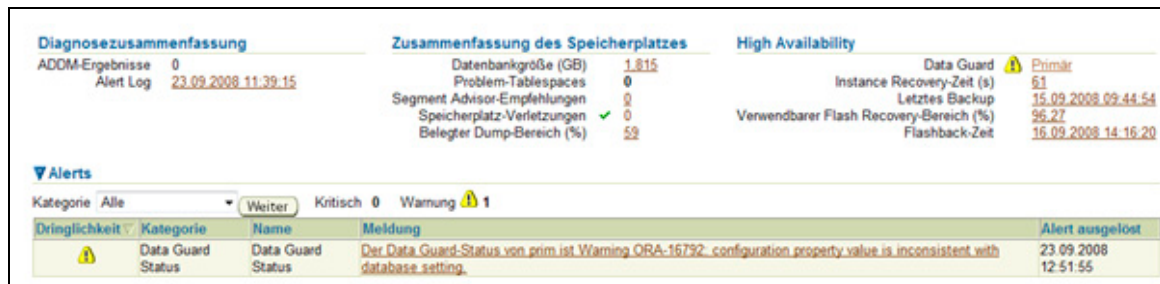 Diagnosezusammenfassung
ADDM-Ergebnisse 0
Alert Log 23.09.2008 11:39:15
Zusammenfassung des Speicherplatzes
Datenbankgröße (GB) 1,815
Problem-Tablespaces 0
Segment Advisor-Empfehlungen 0
Speicherplatz-Verletzungen 0
Belegter Dump-Bereich (%) 59
High Availability
Data Guard Primär
Instance Recovery-Zeit (s) 61
Letztes Backup 15.09.2008 09:44:54
Verwendbarer Flash Recovery-Bereich (%) 96,27
Flashback-Zeit 16.09.2008 14:16:20
Alerts
Kategorie Alle Weiter Kritisch 0 Warnung 1
Dringlichkeit Kategorie Name Meldung Alert ausgelöst
Data Guard Status Data Guard Status Der Data Guard-Status von prim ist Warning ORA-16792: configuration property value is inconsistent with database setting. 23.09.2008 12:51:55